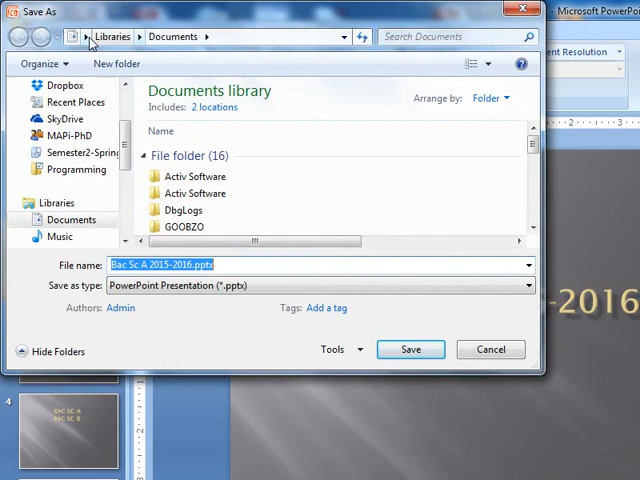 Save As
Microsoft PowerPoi
Libraries
Documents
Search Documents
Organize
New folder
Resolution
Dropbox
Recent Places
SkyDrive
MAPi-PhD
Semester2-Spring
Programming
Libraries
Documents
Music
Documents library
Includes: 2 locations
Arrange by: Folder
Name
File folder (16)
Activ Software
Activ Software
DbgLogs
GOOBZO
File name: Bac Sc A 2015-2016.pptx
Save as type: PowerPoint Presentation (*.pptx)
Authors: Admin
Tags: Add a tag
Hide Folders
Tools
Save
Cancel
-2016
4
BAC SC A
BAC SC B
2
3